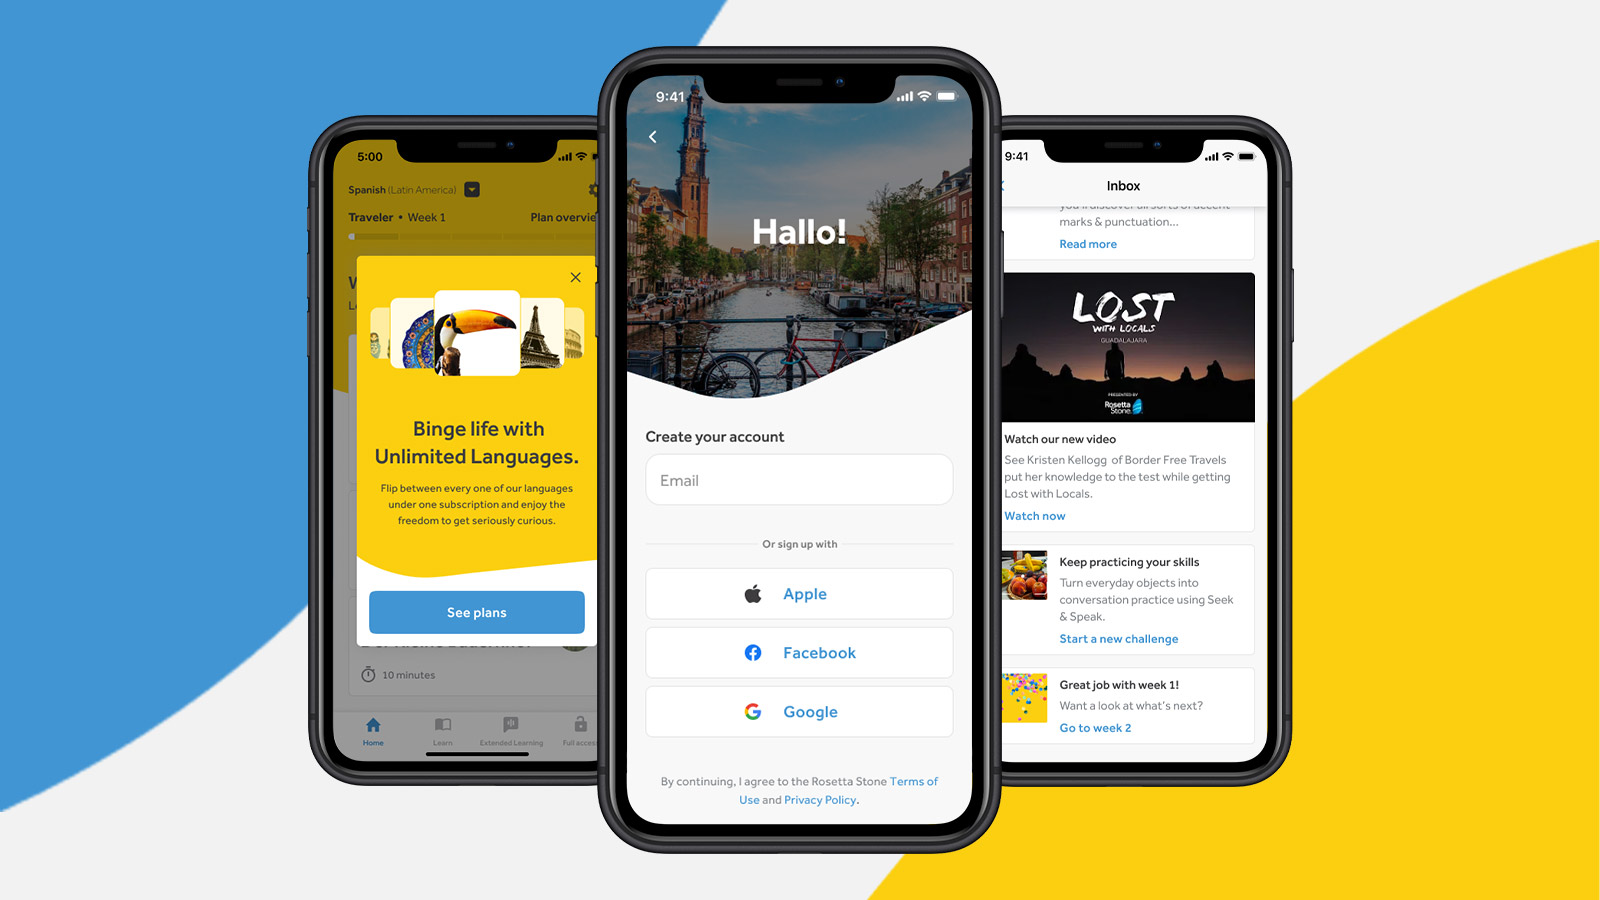 5:00
Spanish (Latin America)
Traveler • Week 1
Plan
Binge life with
Unlimited Languages.
Flip between every one of our languages
under one subscription and enjoy the
freedom to get seriously curious.
See plans
10 minutes
Home
Learn
Extended Learning
Full
9:41
Hallo!
Create your account
Email
Or sign up with
Apple
Facebook
Google
By continuing, I agree to the Rosetta Stone Terms of
Use and Privacy Policy.
9:41
Inbox
marks & punctuation...
Read more
LOST
WITH LOCALS
GUADALAJARA
PRESENTED BY
Rosetta
Stone
Watch our new video
See Kristen Kellogg of Border Free Travels
put her knowledge to the test while getting
Lost with Locals.
Watch now
Keep practicing your skills
Turn everyday objects into
conversation practice using Seek
& Speak.
Start a new challenge
Great job with week 1!
Want a look at what's next?
Go to week 2